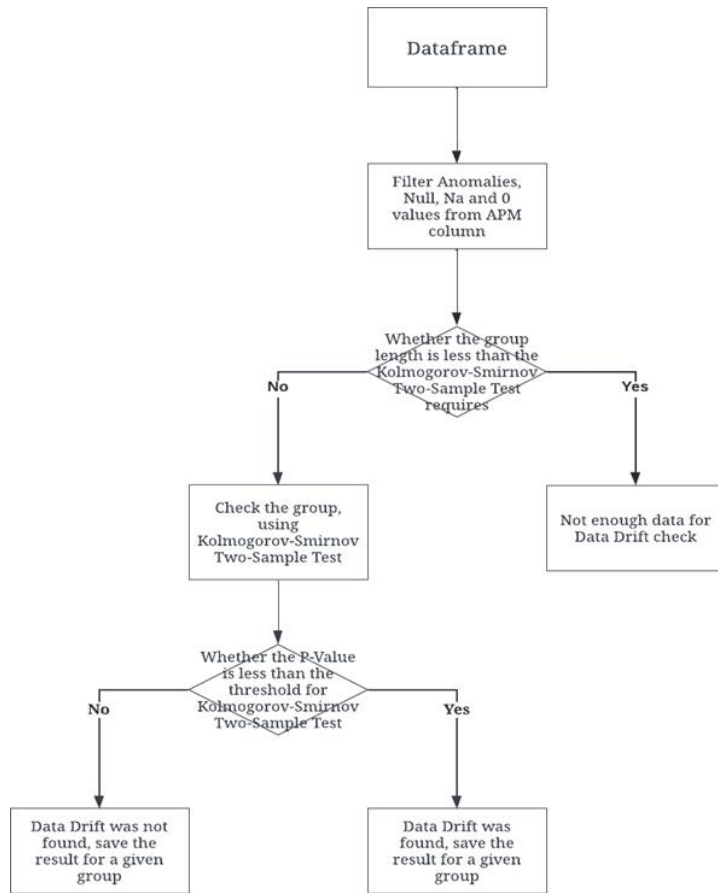 Dataframe
Filter Anomalies,
Null, Na and 0
values from APM
column
Whether the group
length is less than the
Kolmogorov-Smirnov
Two-Sample Test
requires
No
Yes
Check the group,
using
Kolmogorov-Smirnov
Two-Sample Test
Not enough data for
Data Drift check
Whether the P-Value
is less than the
threshold for
Kolmogorov-Smirnov
Two-Sample Test
No
Yes
Data Drift was not
found, save the
result for a given
group
Data Drift was
found, save the
result for a given
group